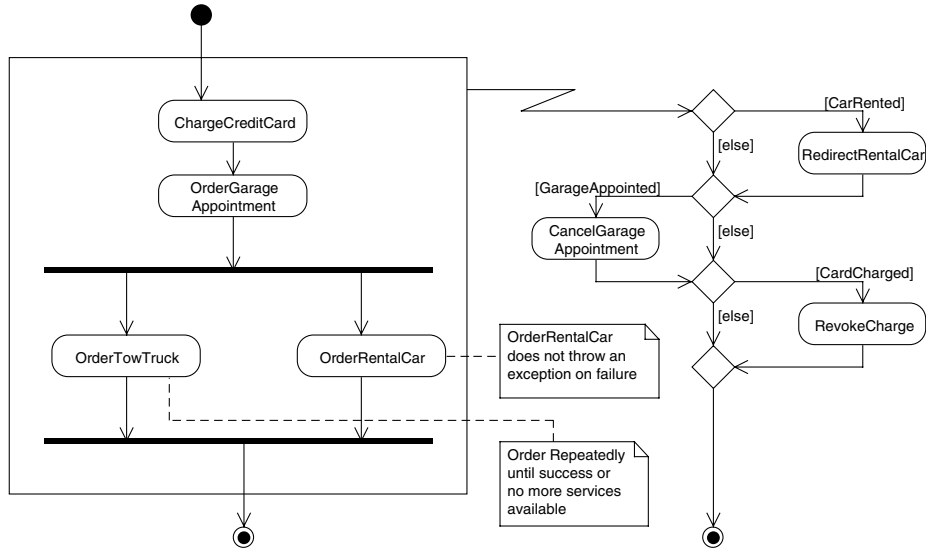 ChargeCreditCard
OrderGarage
Appointment
OrderTowTruck
OrderRentalCar
OrderRentalCar
does not throw an
exception on failure
Order Repeatedly
until success or
no more services
available
[CarRented]
[else]
RedirectRentalCar
[GarageAppointed]
[else]
CancelGarage
Appointment
[CardCharged]
[else]
RevokeCharge